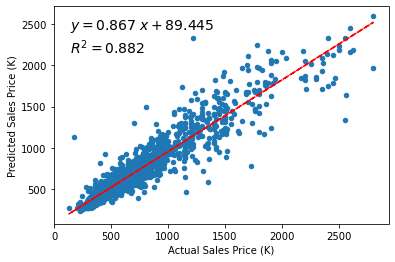 y = 0.867 x + 89.445
R² = 0.882
2500
2000
1500
1000
500
Predicted Sales Price (K)
0 500 1000 1500 2000 2500
Actual Sales Price (K)